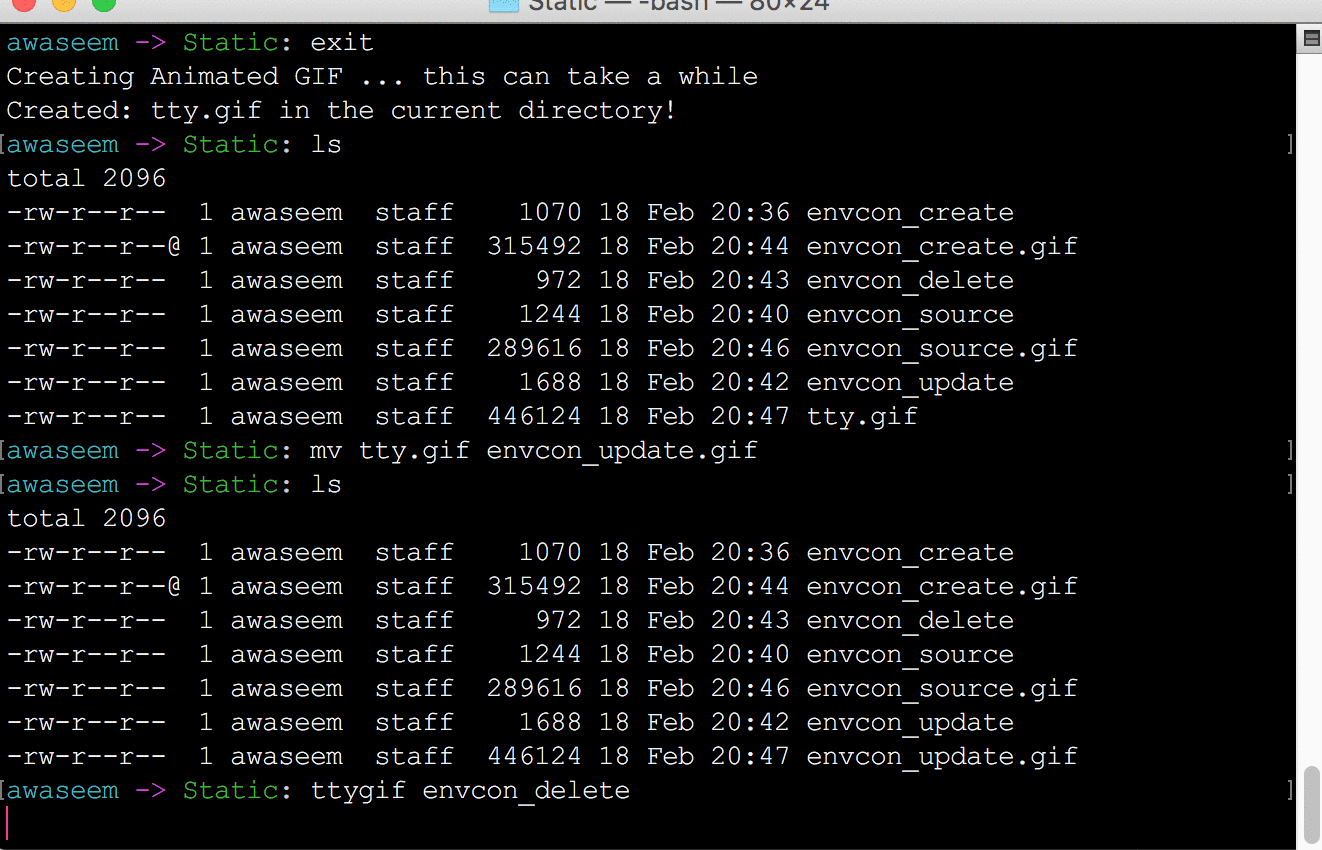 Static — -bash — 80×24
awaseem -> Static: exit
Creating Animated GIF ... this can take a while
Created: tty.gif in the current directory!
[awaseem -> Static: ls ]
total 2096
-rw-r--r--  1 awaseem  staff    1070 18 Feb 20:36 envcon_create
-rw-r--r--@ 1 awaseem  staff  315492 18 Feb 20:44 envcon_create.gif
-rw-r--r--  1 awaseem  staff     972 18 Feb 20:43 envcon_delete
-rw-r--r--  1 awaseem  staff    1244 18 Feb 20:40 envcon_source
-rw-r--r--  1 awaseem  staff  289616 18 Feb 20:46 envcon_source.gif
-rw-r--r--  1 awaseem  staff    1688 18 Feb 20:42 envcon_update
-rw-r--r--  1 awaseem  staff  446124 18 Feb 20:47 tty.gif
[awaseem -> Static: mv tty.gif envcon_update.gif ]
[awaseem -> Static: ls ]
total 2096
-rw-r--r--  1 awaseem  staff    1070 18 Feb 20:36 envcon_create
-rw-r--r--@ 1 awaseem  staff  315492 18 Feb 20:44 envcon_create.gif
-rw-r--r--  1 awaseem  staff     972 18 Feb 20:43 envcon_delete
-rw-r--r--  1 awaseem  staff    1244 18 Feb 20:40 envcon_source
-rw-r--r--  1 awaseem  staff  289616 18 Feb 20:46 envcon_source.gif
-rw-r--r--  1 awaseem  staff    1688 18 Feb 20:42 envcon_update
-rw-r--r--  1 awaseem  staff  446124 18 Feb 20:47 envcon_update.gif
[awaseem -> Static: ttygif envcon_delete ]